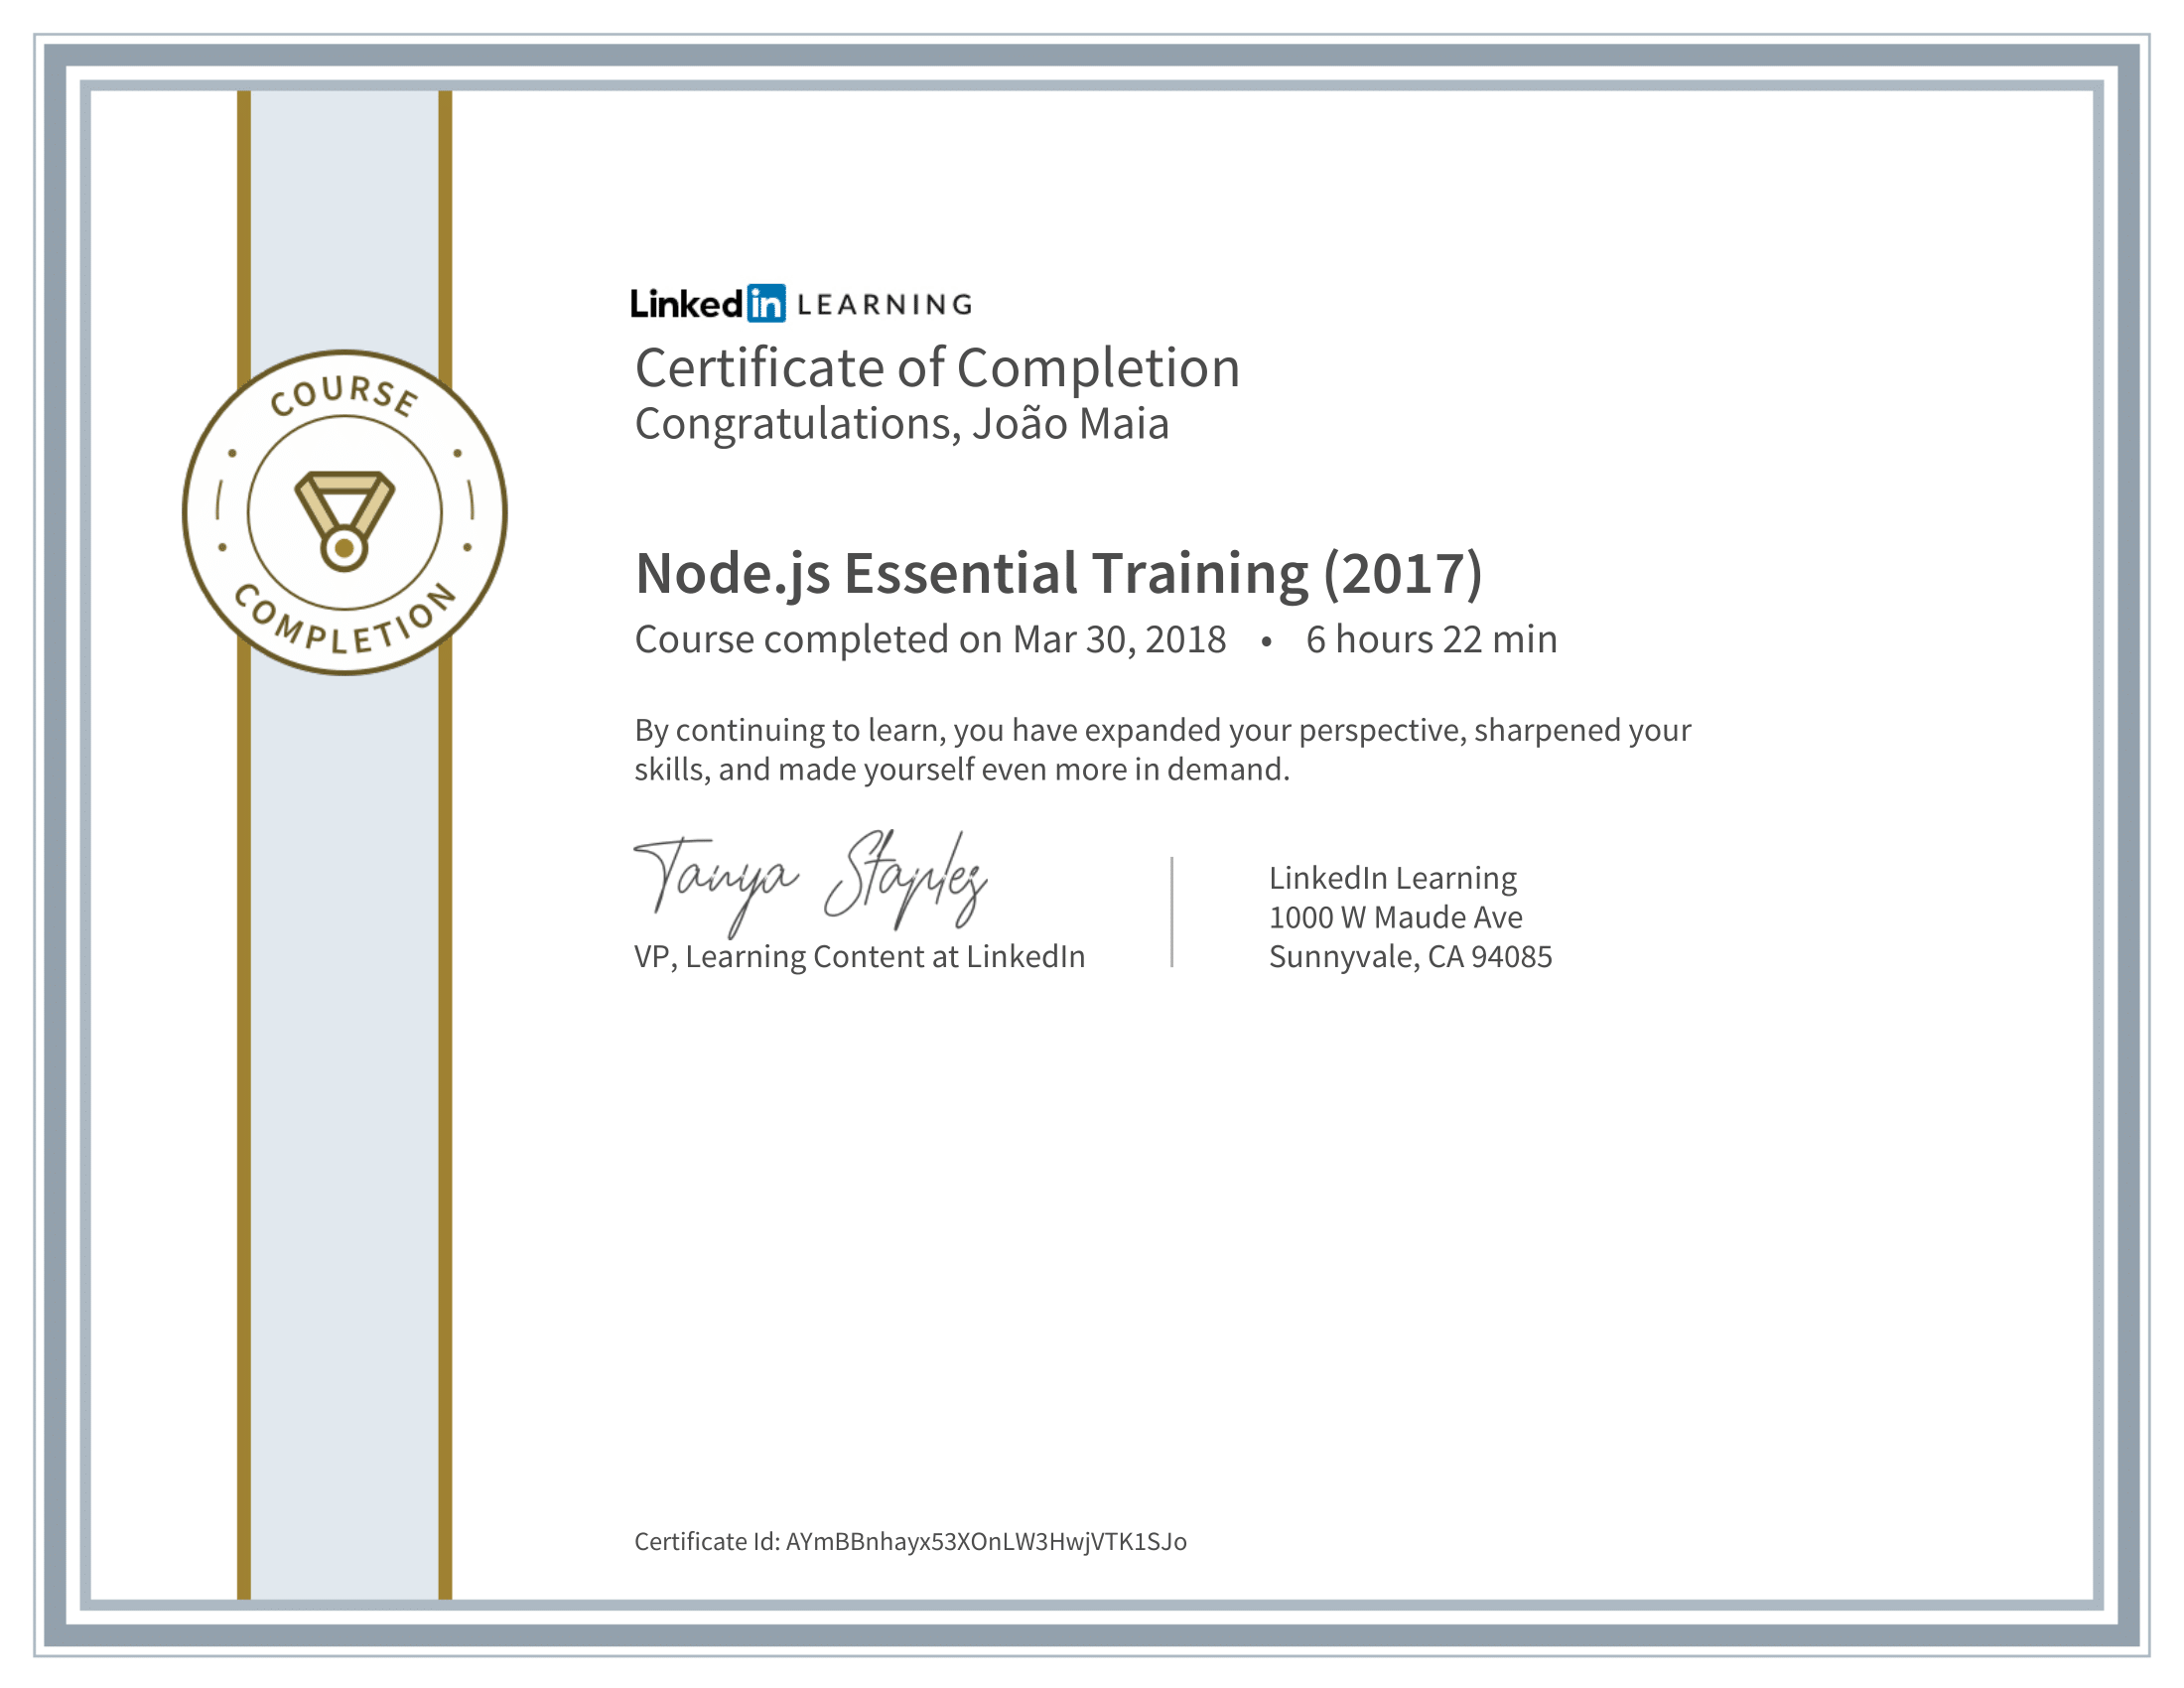 COURSE
COMPLETION
Linked in LEARNING
Certificate of Completion
Congratulations, João Maia
Node.js Essential Training (2017)
Course completed on Mar 30, 2018 • 6 hours 22 min
By continuing to learn, you have expanded your perspective, sharpened your
skills, and made yourself even more in demand.
Tanya Staples
VP, Learning Content at LinkedIn
LinkedIn Learning
1000 W Maude Ave
Sunnyvale, CA 94085
Certificate Id: AYmBBnhayx53XOnLW3HwjVTK1SJo